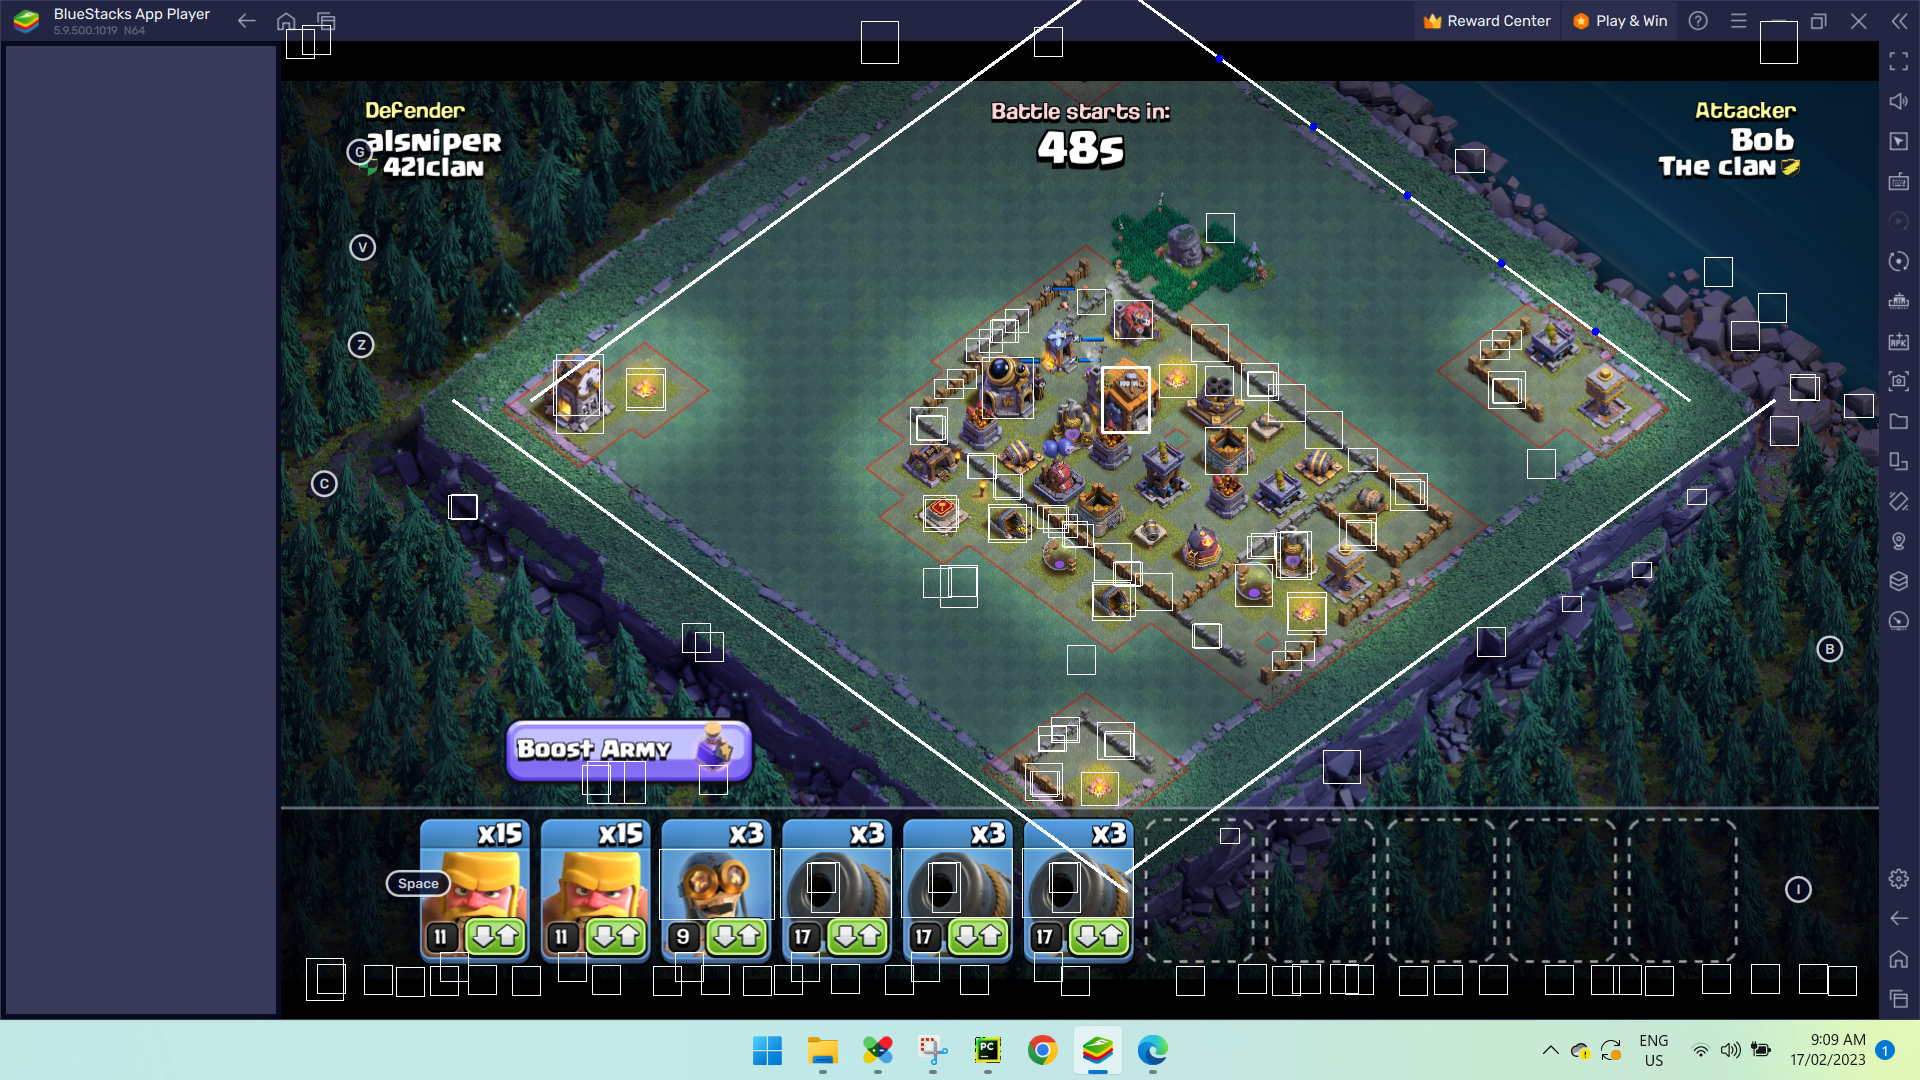 BlueStacks App Player
5.9.500.1019 N64
Reward Center
Play & Win
Defender
alsniper
421clan
Battle starts in:
48s
Attacker
Bob
The clan
G
V
Z
C
B
Boost Army
x15
x15
x3
x3
x3
x3
Space
I
11
11
9
17
17
17
PC
ENG
US
9:09 AM
17/02/2023
1